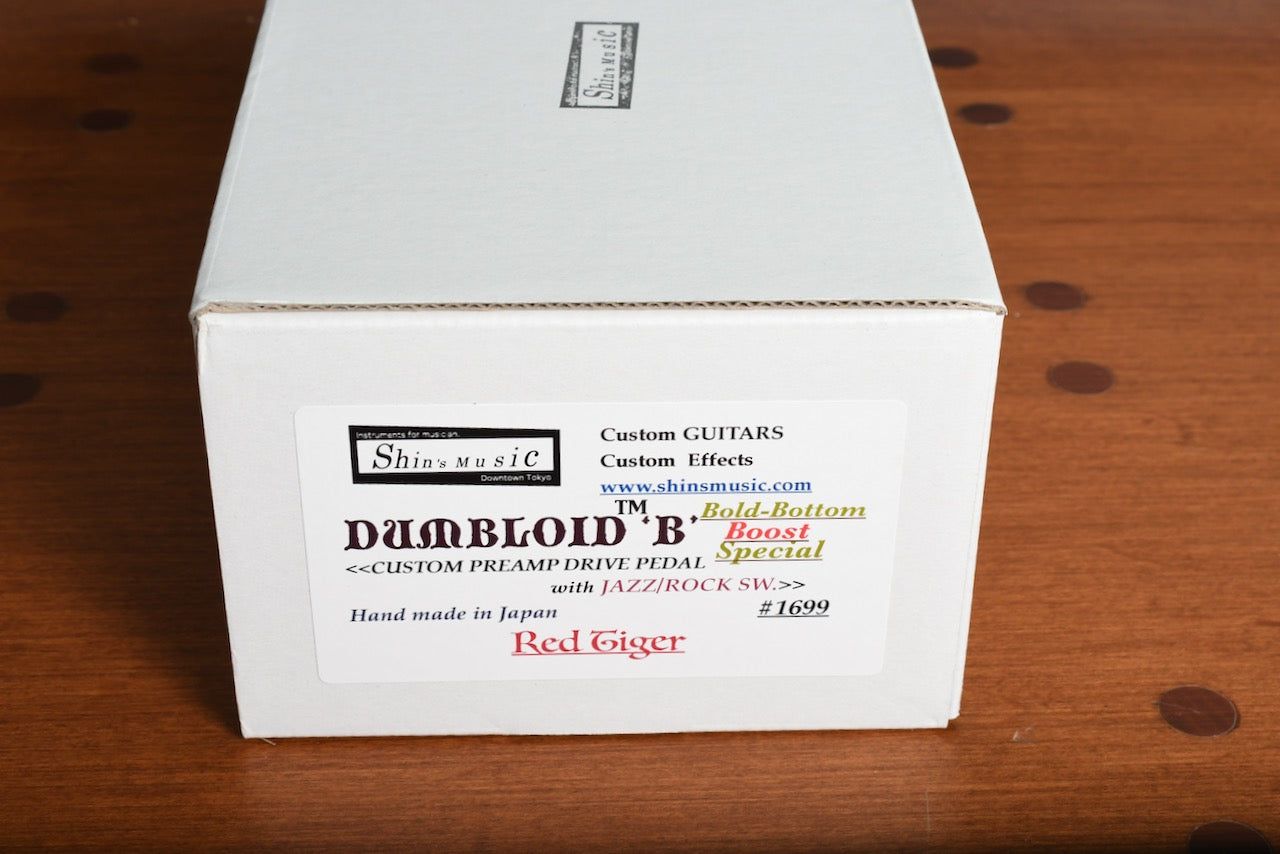 Shin's Music
Instruments for musician.
Shin's Music
Downtown Tokyo
Custom GUITARS
Custom Effects
www.shinsmusic.com
DUMBLOID™ 'B'
Bold-Bottom
Boost
Special
<<CUSTOM PREAMP DRIVE PEDAL
with JAZZ/ROCK SW.>>
Hand made in Japan
#1699
Red Tiger